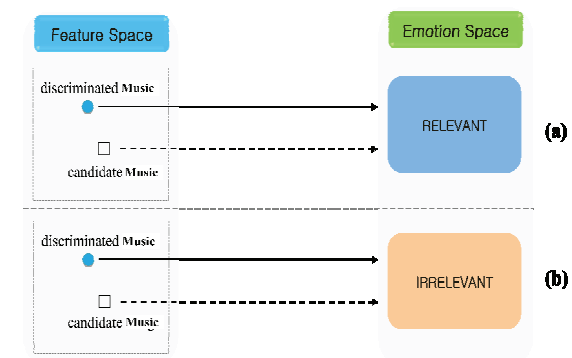 Feature Space
Emotion Space
discriminated Music
RELEVANT
(a)
candidate Music
discriminated Music
IRRELEVANT
(b)
candidate Music